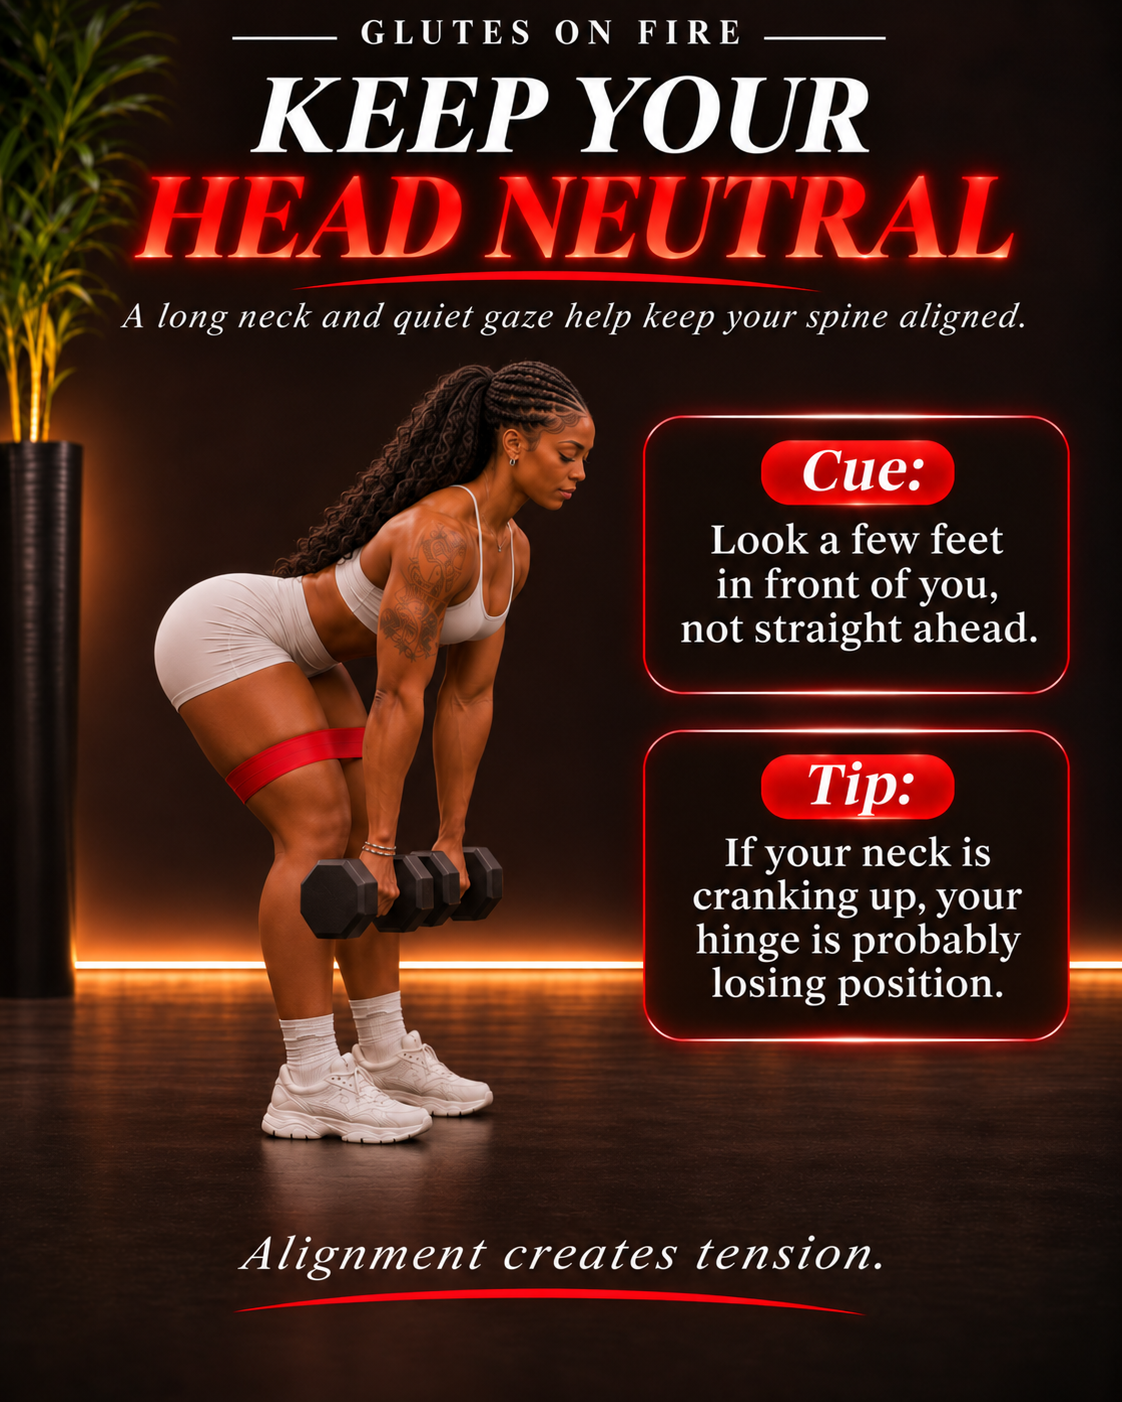 GLUTES ON FIRE
KEEP YOUR
HEAD NEUTRAL
A long neck and quiet gaze help keep your spine aligned.
Cue:
Look a few feet
in front of you,
not straight ahead.
Tip:
If your neck is
cranking up, your
hinge is probably
losing position.
Alignment creates tension.